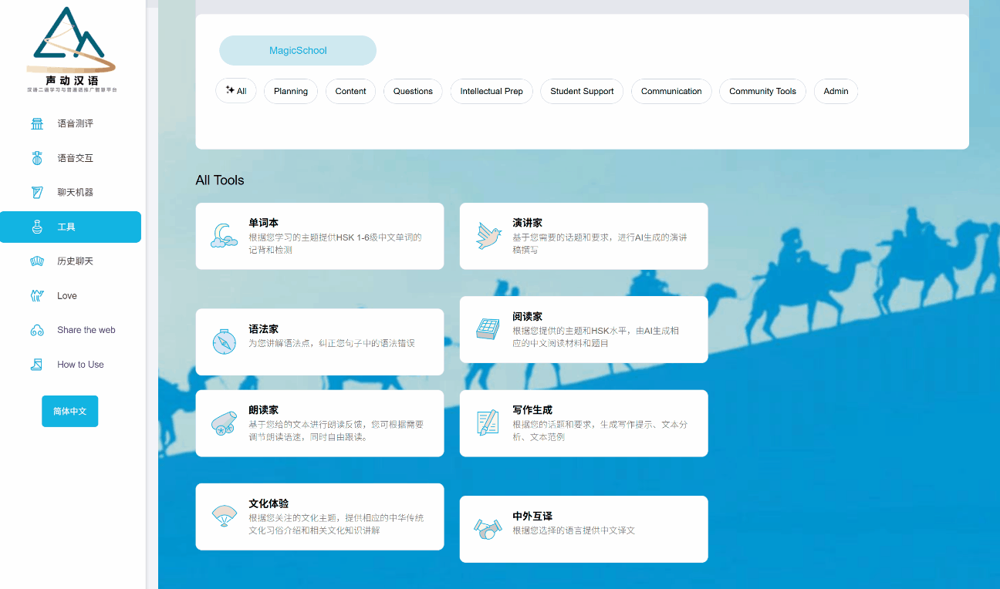 声动汉语
汉语二语学习与普通话推广智慧平台
语音测评
语音交互
聊天机器
工具
历史聊天
Love
Share the web
How to Use
简体中文
MagicSchool
All
Planning
Content
Questions
Intellectual Prep
Student Support
Communication
Community Tools
Admin
All Tools
单词本
根据您学习的主题提供HSK 1-6级中文单词的
记背和检测
演讲家
基于您需要的话题和要求，进行AI生成的演讲
稿撰写
语法家
为您讲解语法点，纠正您句子中的语法错误
阅读家
根据您提供的主题和HSK水平，由AI生成相
应的中文阅读材料和题目
朗读家
基于您给的文本进行朗读反馈，您可根据需要
调节朗读语速，同时自由跟读。
写作生成
根据您的话题和要求，生成写作提示、文本分
析、文本范例
文化体验
根据您关注的文化主题，提供相应的中华传统
文化习俗介绍和相关文化知识讲解
中外互译
根据您选择的语言提供中文译文